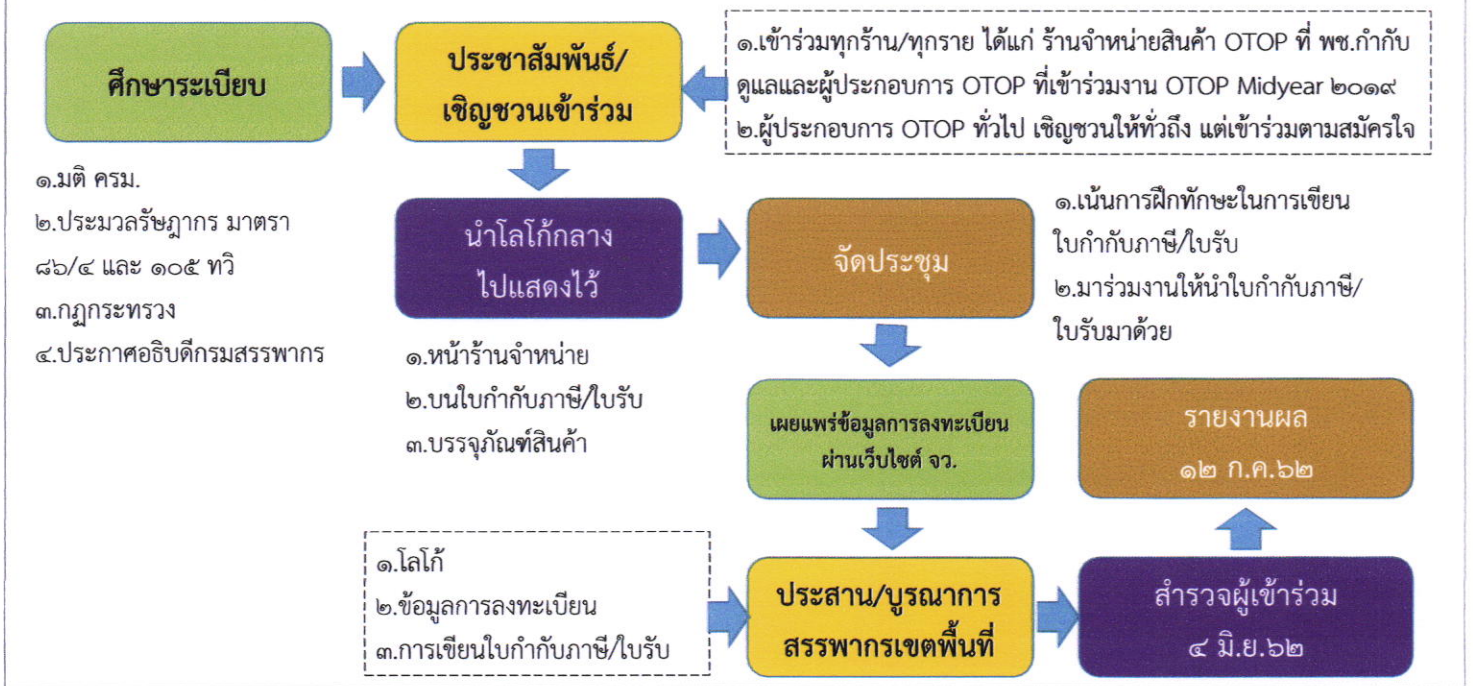 ศึกษาระเบียบ
๑.มติ ครม.
๒.ประมวลรัษฎากร มาตรา
๘๖/๔ และ ๑๐๕ ทวิ
๓.กฎกระทรวง
๔.ประกาศอธิบดีกรมสรรพากร
ประชาสัมพันธ์/
เชิญชวนเข้าร่วม
๑.เข้าร่วมทุกร้าน/ทุกราย ได้แก่ ร้านจำหน่ายสินค้า OTOP ที่ พช.กำกับ
ดูแลและผู้ประกอบการ OTOP ที่เข้าร่วมงาน OTOP Midyear ๒๐๑๙
๒.ผู้ประกอบการ OTOP ทั่วไป เชิญชวนให้ทั่วถึง แต่เข้าร่วมตามสมัครใจ
นำโลโก้กลาง
ไปแสดงไว้
๑.หน้าร้านจำหน่าย
๒.บนใบกำกับภาษี/ใบรับ
๓.บรรจุภัณฑ์สินค้า
จัดประชุม
๑.เน้นการฝึกทักษะในการเขียน
ใบกำกับภาษี/ใบรับ
๒.มาร่วมงานให้นำใบกำกับภาษี/
ใบรับมาด้วย
เผยแพร่ข้อมูลการลงทะเบียน
ผ่านเว็บไซต์ จว.
๑.โลโก้
๒.ข้อมูลการลงทะเบียน
๓.การเขียนใบกำกับภาษี/ใบรับ
ประสาน/บูรณาการ
สรรพากรเขตพื้นที่
สำรวจผู้เข้าร่วม
๔ มิ.ย.๖๒
รายงานผล
๑๒ ก.ค.๖๒